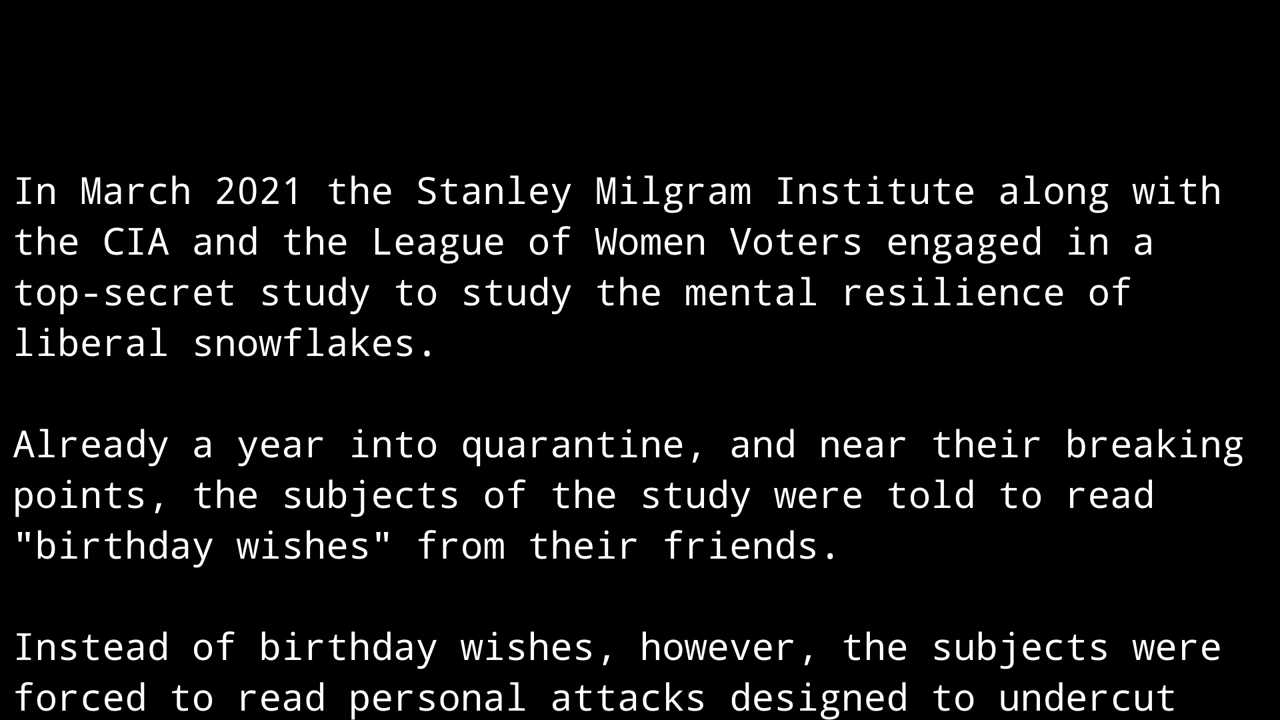 In March 2021 the Stanley Milgram Institute along with
the CIA and the League of Women Voters engaged in a
top-secret study to study the mental resilience of
liberal snowflakes.
Already a year into quarantine, and near their breaking
points, the subjects of the study were told to read
"birthday wishes" from their friends.
Instead of birthday wishes, however, the subjects were
forced to read personal attacks designed to undercut